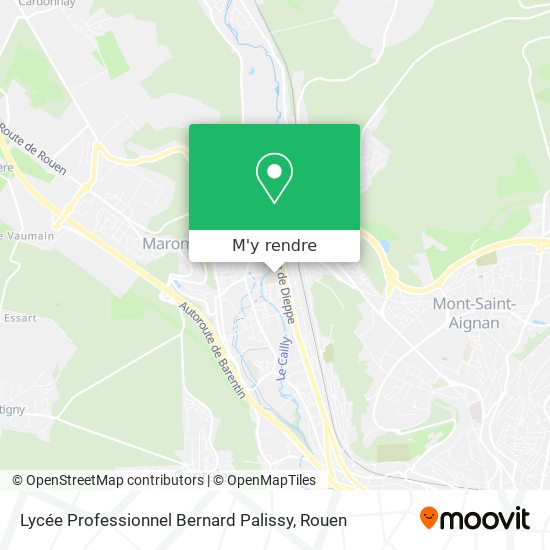 Cardonnay
Route de Rouen
ère
Vaumain
Marom
M'y rendre
de Dieppe
Mont-Saint-
Aignan
Essart
Autoroute de Barentin
Le Cailly
tigny
© OpenStreetMap contributors | © OpenMapTiles
Lycée Professionnel Bernard Palissy, Rouen
moovit